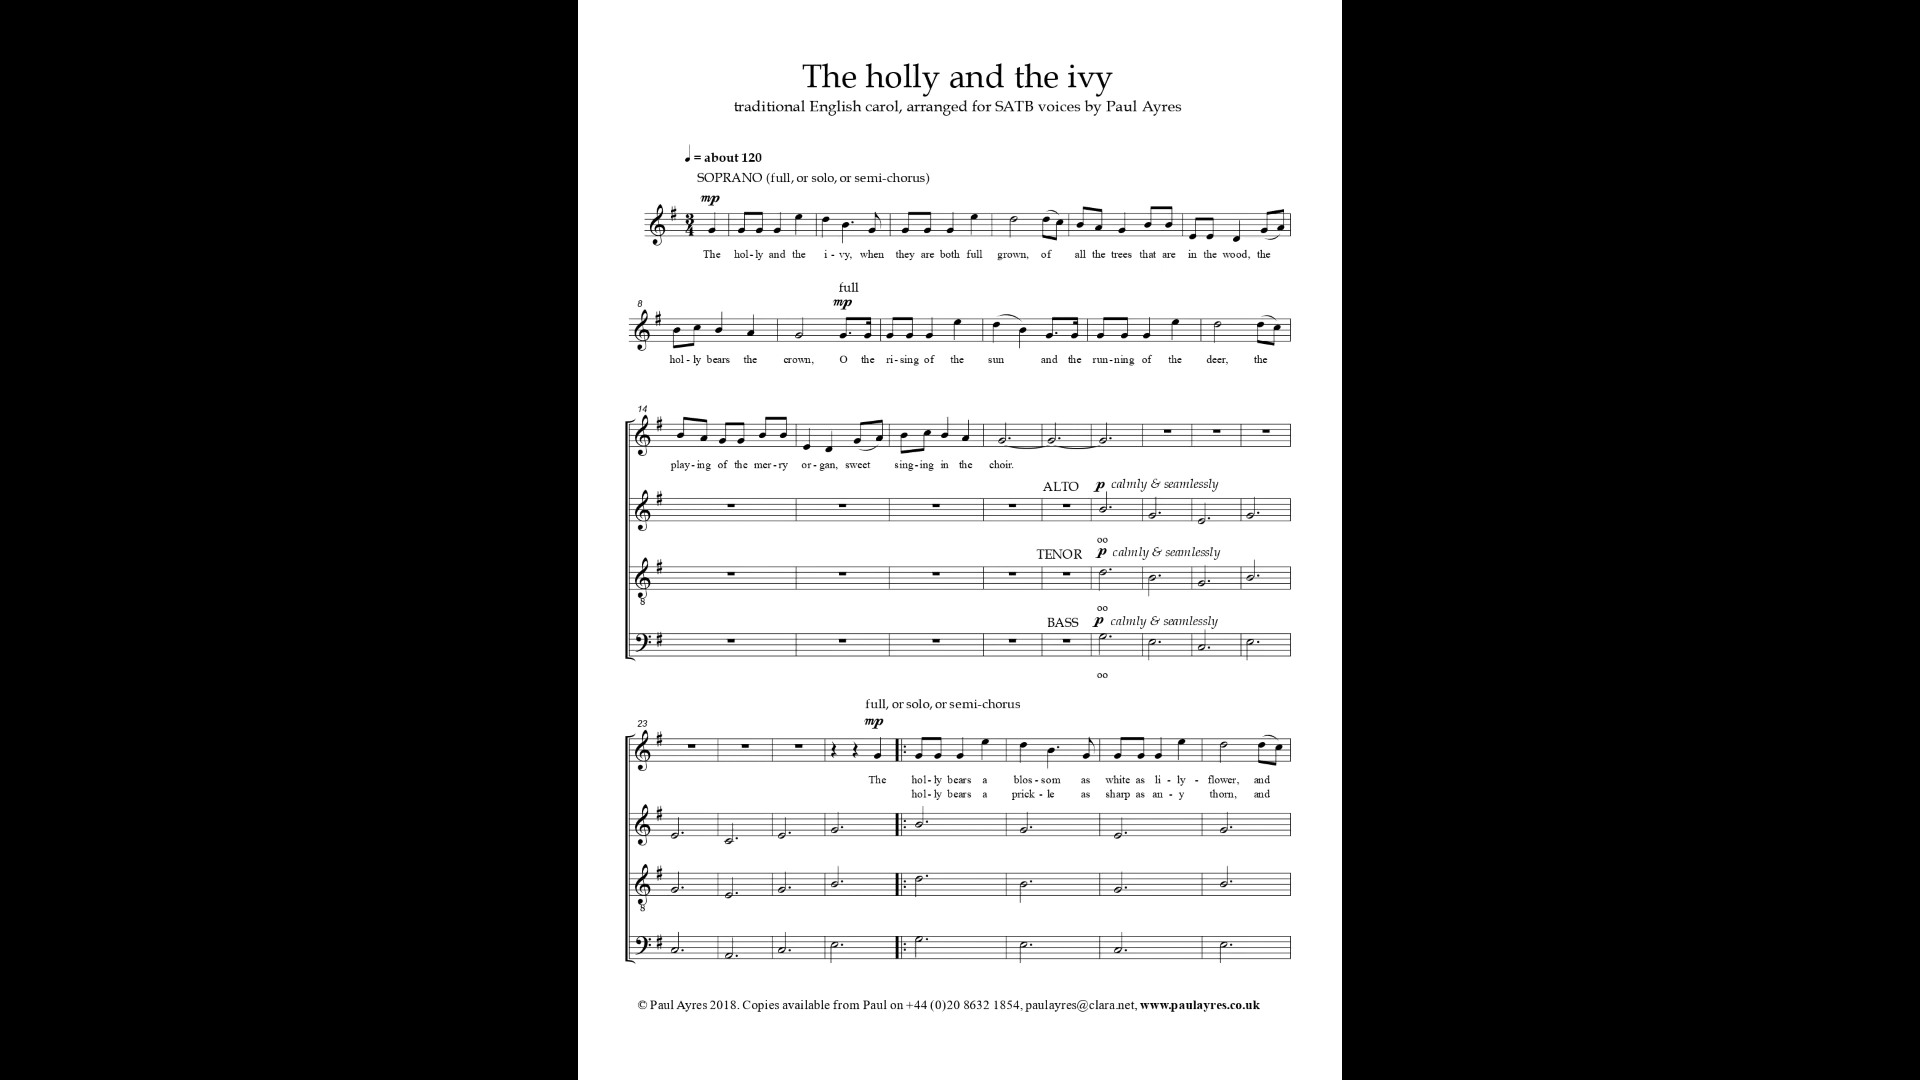 The holly and the ivy
traditional English carol, arranged for SATB voices by Paul Ayres
♩ = about 120
SOPRANO (full, or solo, or semi-chorus)
mp
3
4
The hol - ly and the i - vy, when they are both full grown, of all the trees that are in the wood, the
full
8 mp
hol - ly bears the crown, O the ri - sing of the sun and the run - ning of the deer, the
14
play - ing of the mer - ry or - gan, sweet sing - ing in the choir.
ALTO p calmly & seamlessly
oo
TENOR p calmly & seamlessly
8
oo
BASS p calmly & seamlessly
oo
full, or solo, or semi-chorus
23 mp
The hol - ly bears a blos - som as white as li - ly - flower, and
hol - ly bears a prick - le as sharp as an - y thorn, and
8
© Paul Ayres 2018. Copies available from Paul on +44 (0)20 8632 1854, paulayres@clara.net, www.paulayres.co.uk